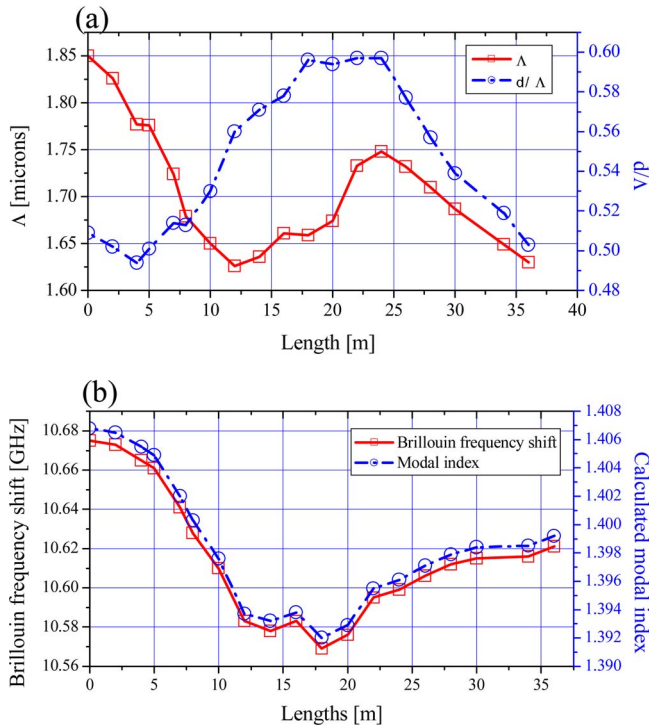 (a)
1.85
1.80
1.75
1.70
1.65
1.60
Λ [microns]
Λ
d/ Λ
0.60
0.58
0.56
0.54
0.52
0.50
0.48
d/Λ
0 5 10 15 20 25 30 35 40
Length [m]
(b)
10.68
10.66
10.64
10.62
10.60
10.58
10.56
Brillouin frequency shift [GHz]
Brillouin frequency shift
Modal index
1.408
1.406
1.404
1.402
1.400
1.398
1.396
1.394
1.392
1.390
Calculated modal
index
0 5 10 15 20 25 30 35
Lengths [m]